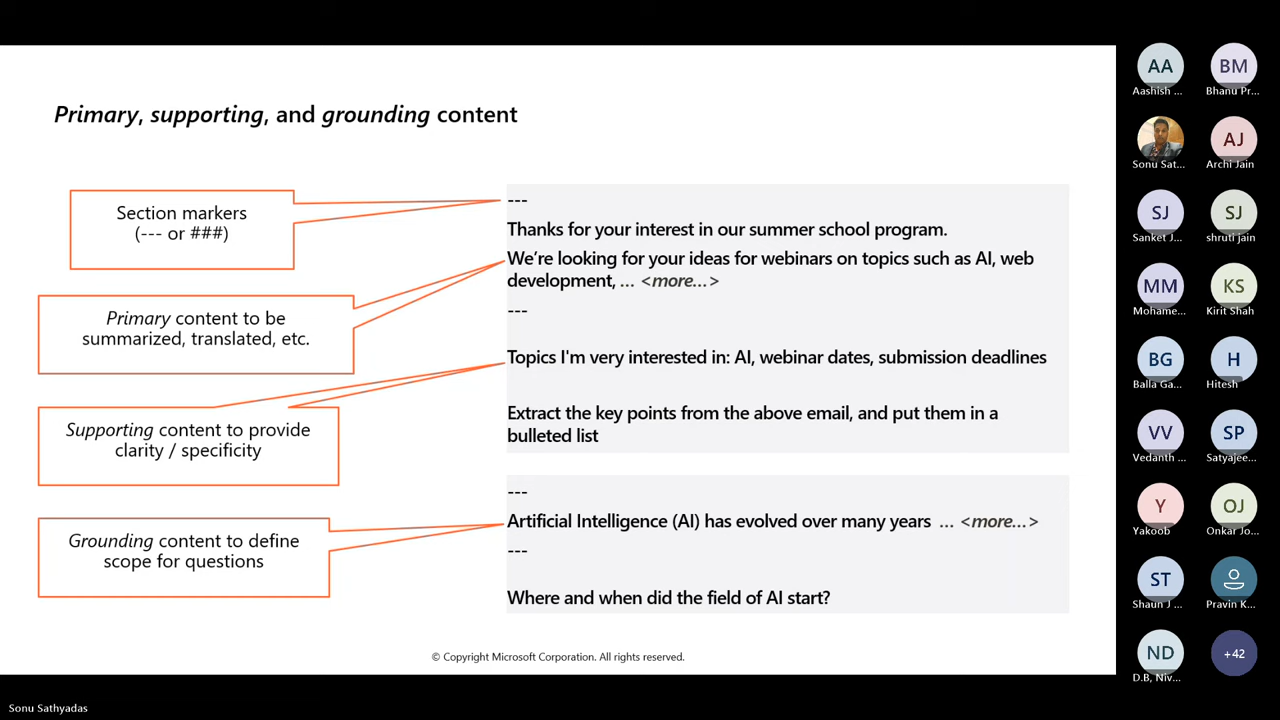 Primary, supporting, and grounding content
Section markers
(--- or ###)
Primary content to be
summarized, translated, etc.
Supporting content to provide
clarity / specificity
Grounding content to define
scope for questions
---
Thanks for your interest in our summer school program.
We’re looking for your ideas for webinars on topics such as AI, web
development, ... <more...>
---
Topics I'm very interested in: AI, webinar dates, submission deadlines
Extract the key points from the above email, and put them in a
bulleted list
---
Artificial Intelligence (AI) has evolved over many years ... <more...>
---
Where and when did the field of AI start?
© Copyright Microsoft Corporation. All rights reserved.
AA
Aashish ...
BM
Bhanu Pr...
Sonu Sat...
AJ
Archi Jain
SJ
Sanket J...
SJ
shruti jain
MM
Mohame...
KS
Kirit Shah
BG
Balla Ga...
H
Hitesh
VV
Vedanth ...
SP
Satyajee...
Y
Yakoob
OJ
Onkar Jo...
ST
Shaun J ...
Pravin K...
ND
D.B, Niv...
+42
Sonu Sathyadas